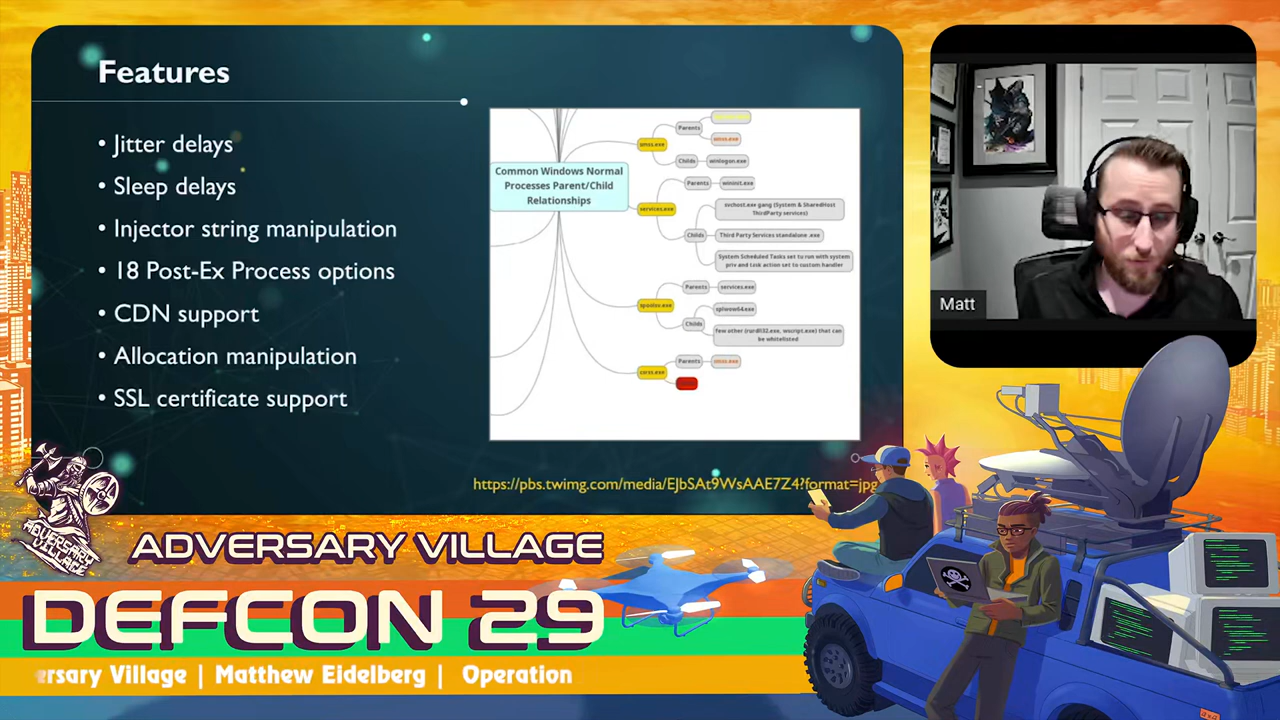 Features
• Jitter delays
• Sleep delays
• Injector string manipulation
• 18 Post-Ex Process options
• CDN support
• Allocation manipulation
• SSL certificate support
Common Windows Normal
Processes Parent/Child
Relationships
Parents
smss.exe
Childs
winlogon.exe
Parents
wininit.exe
services.exe
svchost.exe gang (System & SharedHost
ThirdParty services)
Childs
Third Party Services standalone .exe
System Scheduled Tasks set to run with system
priv and task action set to custom handler
Parents
services.exe
spoolsv.exe
splwow64.exe
Childs
few other (rundll32.exe, wscript.exe) that can
be whitelisted
Parents
smss.exe
csrss.exe
https://pbs.twimg.com/media/EJbSAt9WsAAE7Z4?format=jpg
Matt
ADVERSARY
VILLAGE
ADVERSARY VILLAGE
DEFCON 29
ersary Village | Matthew Eidelberg | Operation